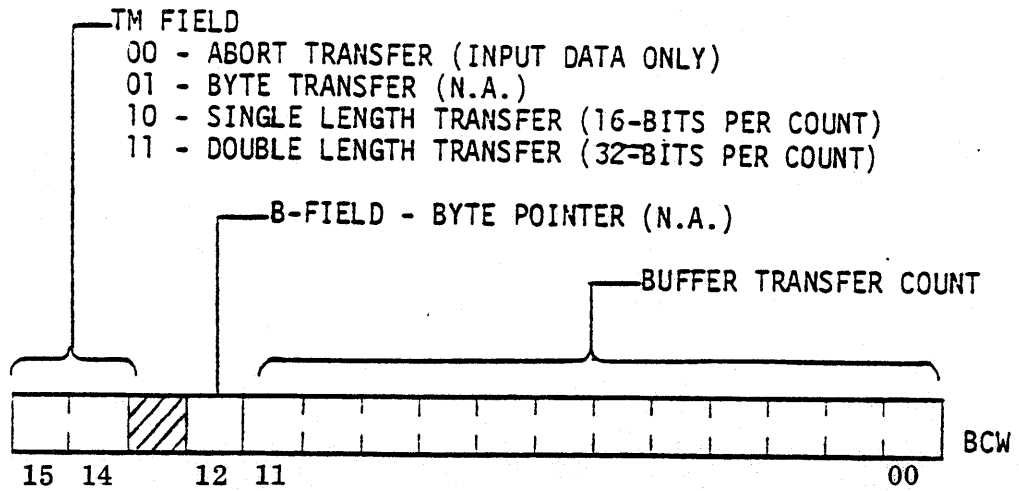 TM FIELD
00 - ABORT TRANSFER (INPUT DATA ONLY)
01 - BYTE TRANSFER (N.A.)
10 - SINGLE LENGTH TRANSFER (16-BITS PER COUNT)
11 - DOUBLE LENGTH TRANSFER (32-BITS PER COUNT)
B-FIELD - BYTE POINTER (N.A.)
BUFFER TRANSFER COUNT
BCW
15 14 12 11 00